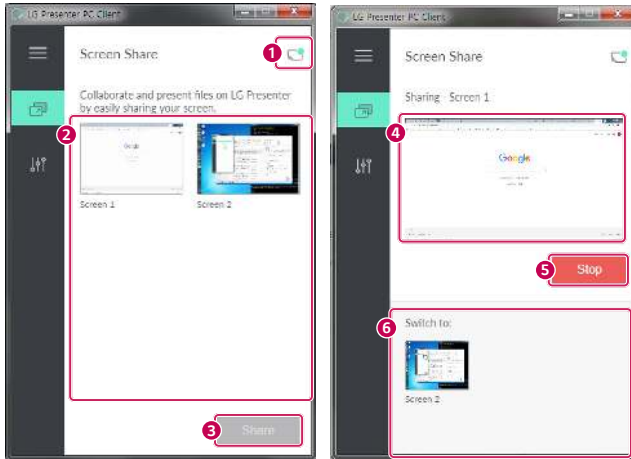 LG Presenter PC Client
Screen Share
1
Collaborate and present files on LG Presenter
by easily sharing your screen.
2
Screen 1
Screen 2
3
Share
LG Presenter PC Client
Screen Share
Sharing - Screen 1
4
Google
5
Stop
6
Switch to:
Screen 2